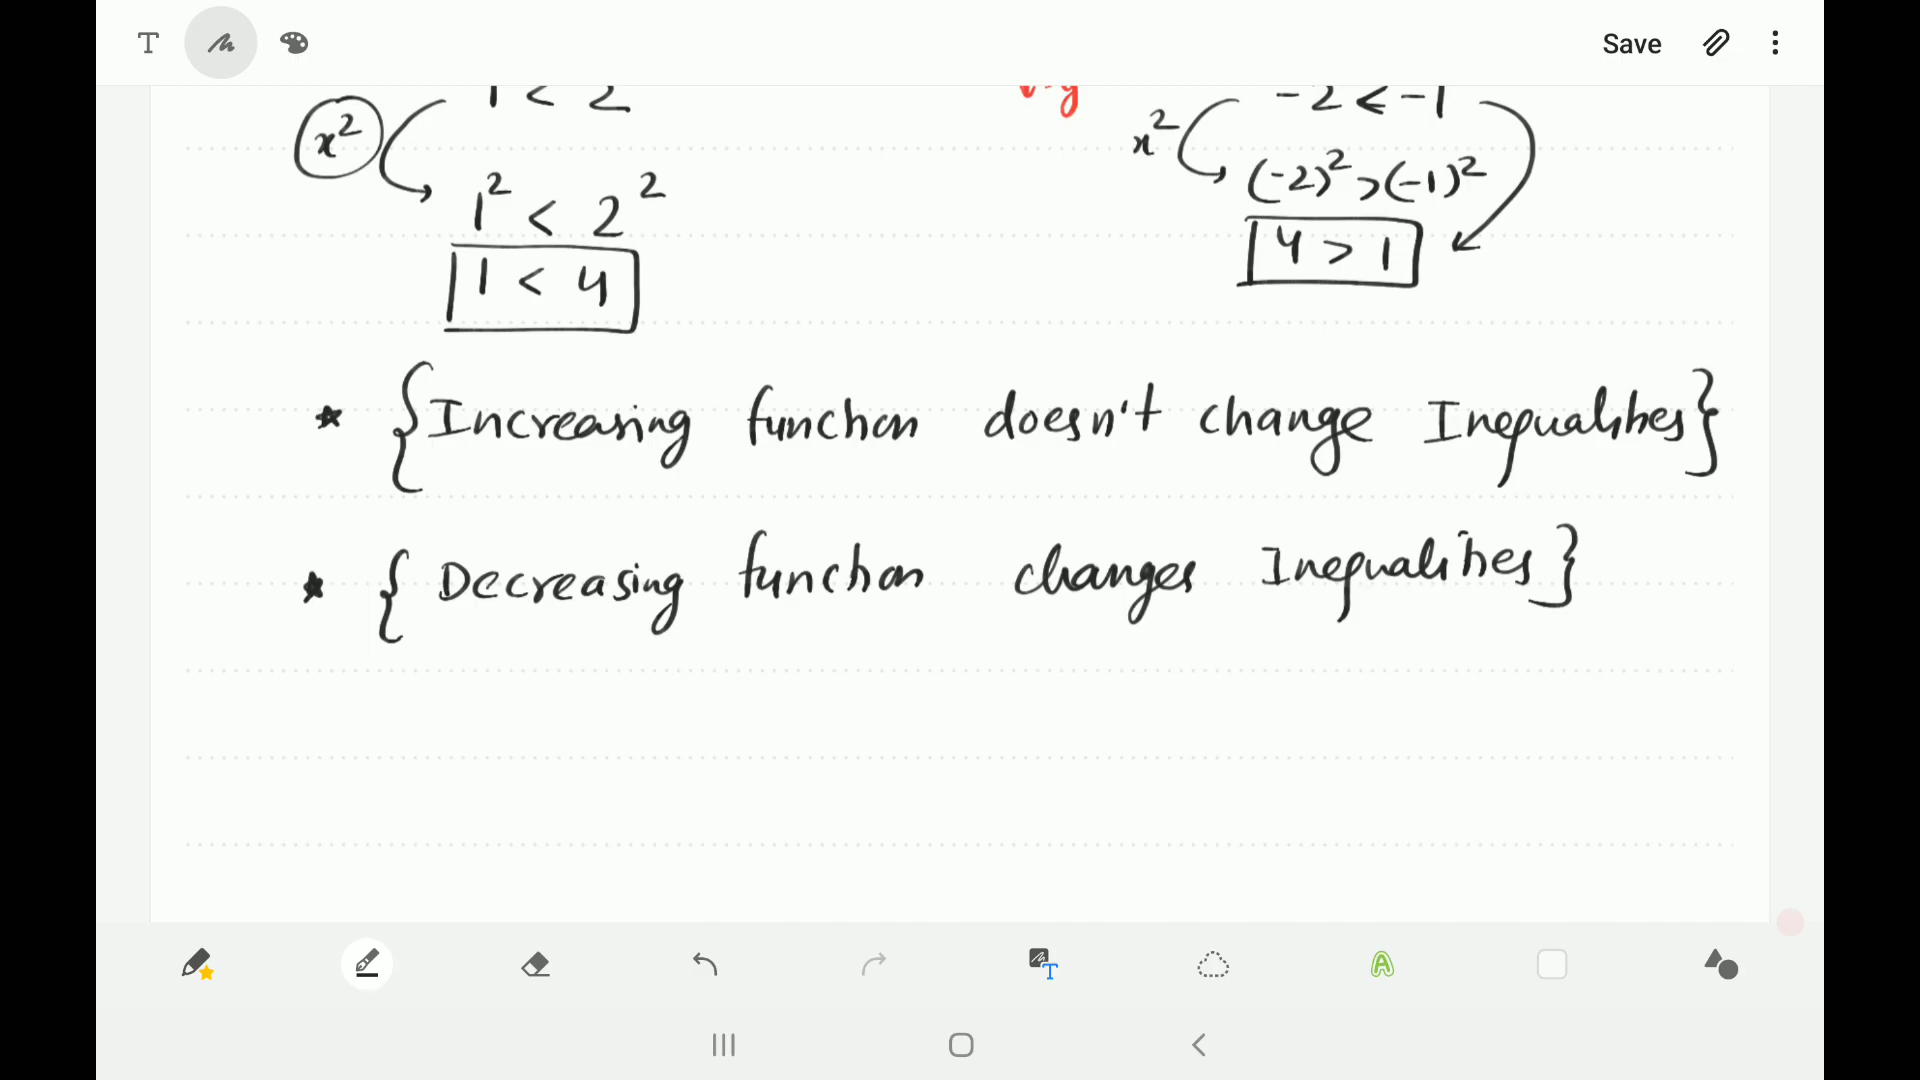 Save
1 < 2
-2 < -1
x²
x²
(-2)² > (-1)²
1² < 2²
4 > 1
1 < 4
* {Increasing function doesn't change Inequalities}
* {Decreasing function changes Inequalities}